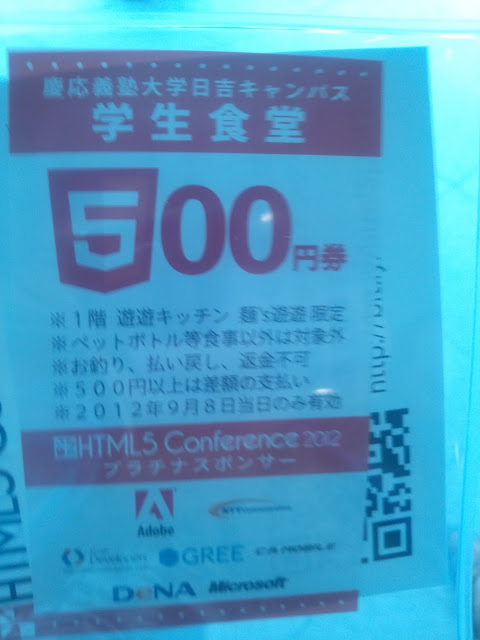 慶応義塾大学日吉キャンパス
学生食堂
500円券
※１階 遊遊キッチン 麺's遊遊 限定
※ペットボトル等食事以外は対象外
※お釣り、払い戻し、返金不可
※５００円以上は差額の支払い
※２０１２年９月８日当日のみ有効
HTML5 Conference 2012
プラチナスポンサー
Adobe
GREE CA MOBILE
DeNA Microsoft
HTML5
http://